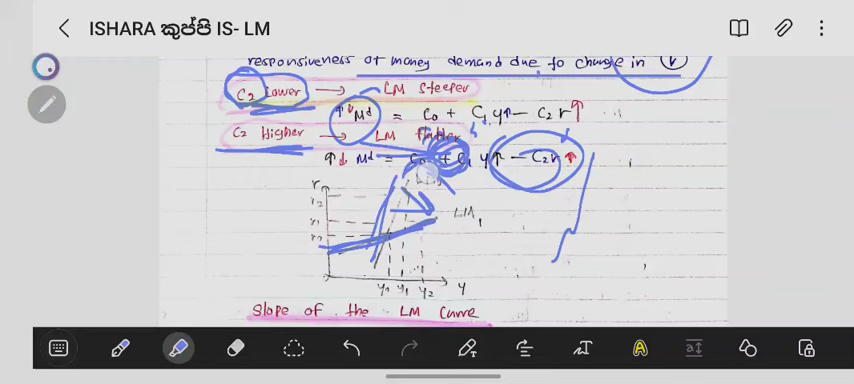 ISHARA කුප්පි IS- LM
responsiveness of money demand due to change in r
C2 Lower → LM Steeper
↑↓ Md = C0 + C1 y↑ – C2 r↑
C2 Higher → LM flatter
↑↓ Md = C0 + C1 y↑ – C2r ↑
r
r2
r1
r0
LM1
y0 y1 y2 y
Slope of the LM Curve